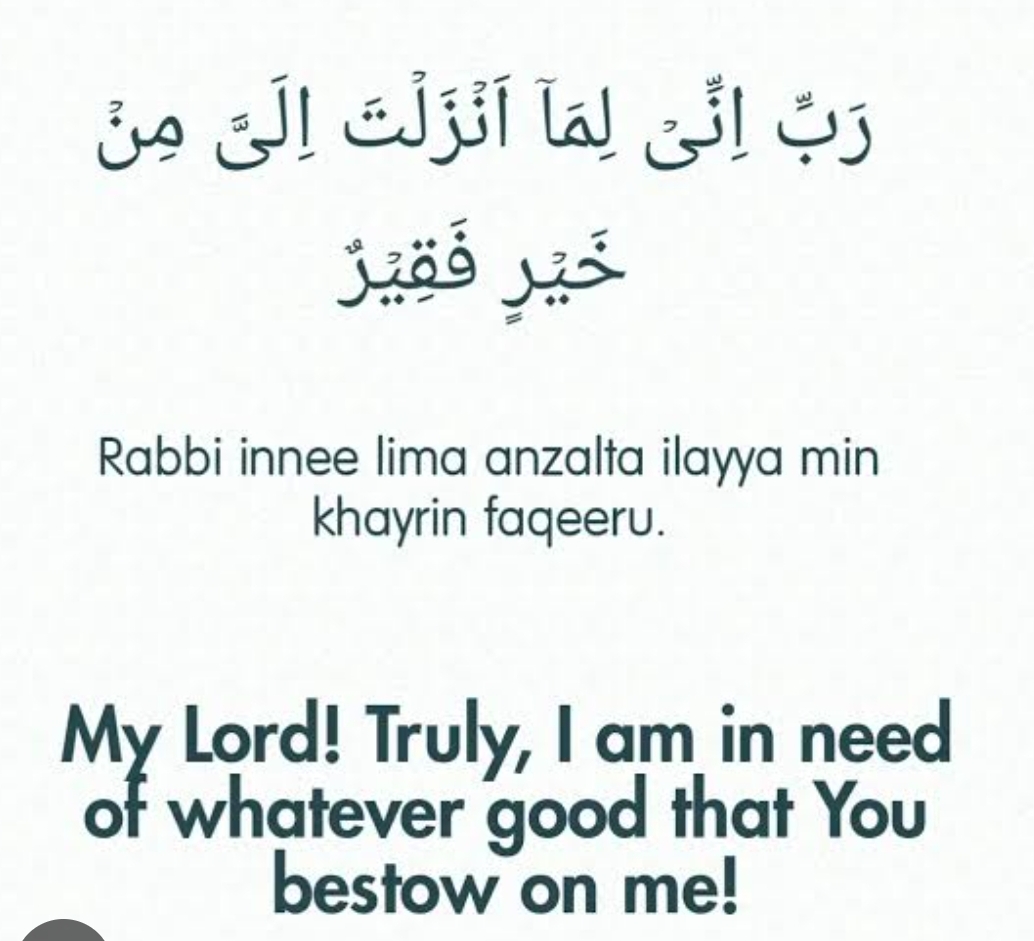 رَبِّ اِنِّىۡ لِمَاۤ اَنۡزَلۡتَ اِلَىَّ مِنۡ
خَيۡرٍ فَقِيۡرٌ
Rabbi innee lima anzalta ilayya min
khayrin faqeeru.
My Lord! Truly, I am in need
of whatever good that You
bestow on me!